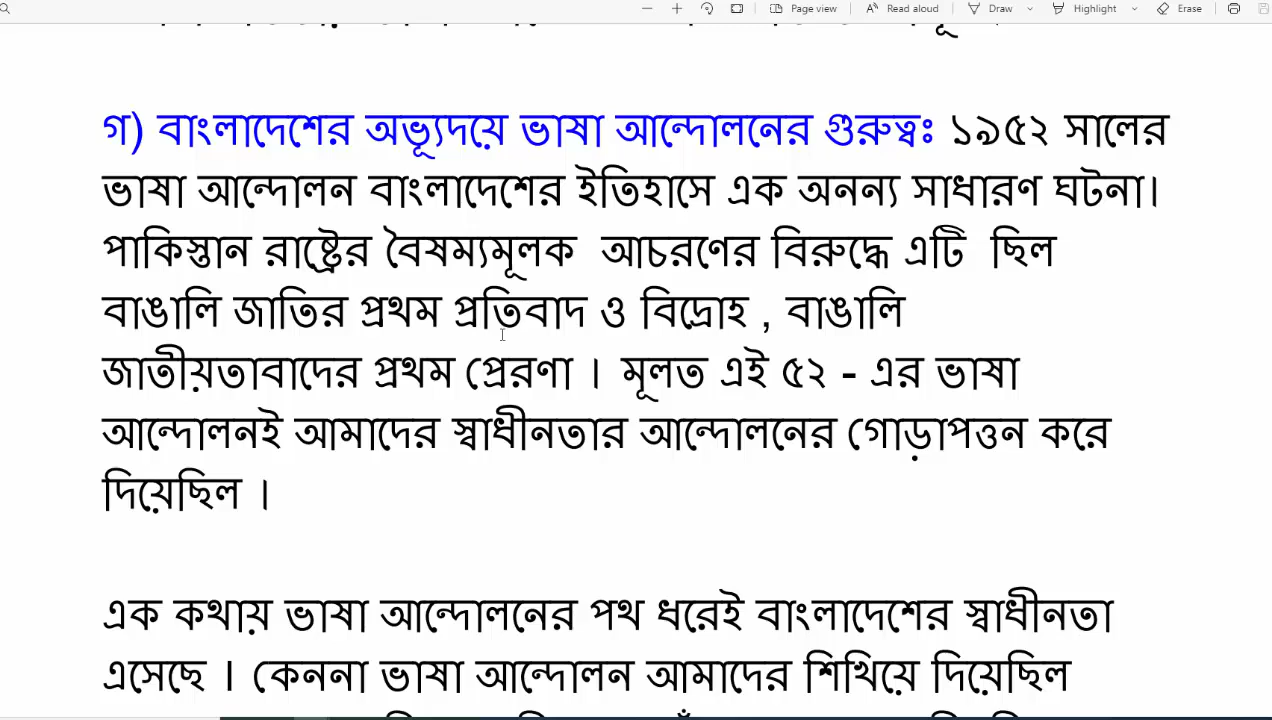 Page view
Read aloud
Draw
Highlight
Erase
গ) বাংলাদেশের অভ্যূদয়ে ভাষা আন্দোলনের গুরুত্বঃ ১৯৫২ সালের
ভাষা আন্দোলন বাংলাদেশের ইতিহাসে এক অনন্য সাধারণ ঘটনা।
পাকিস্তান রাষ্ট্রের বৈষম্যমূলক আচরণের বিরুদ্ধে এটি ছিল
বাঙালি জাতির প্রথম প্রতিবাদ ও বিদ্রোহ , বাঙালি
জাতীয়তাবাদের প্রথম প্রেরণা । মূলত এই ৫২ - এর ভাষা
আন্দোলনই আমাদের স্বাধীনতার আন্দোলনের গোড়াপত্তন করে
দিয়েছিল ।
এক কথায় ভাষা আন্দোলনের পথ ধরেই বাংলাদেশের স্বাধীনতা
এসেছে । কেননা ভাষা আন্দোলন আমাদের শিখিয়ে দিয়েছিল